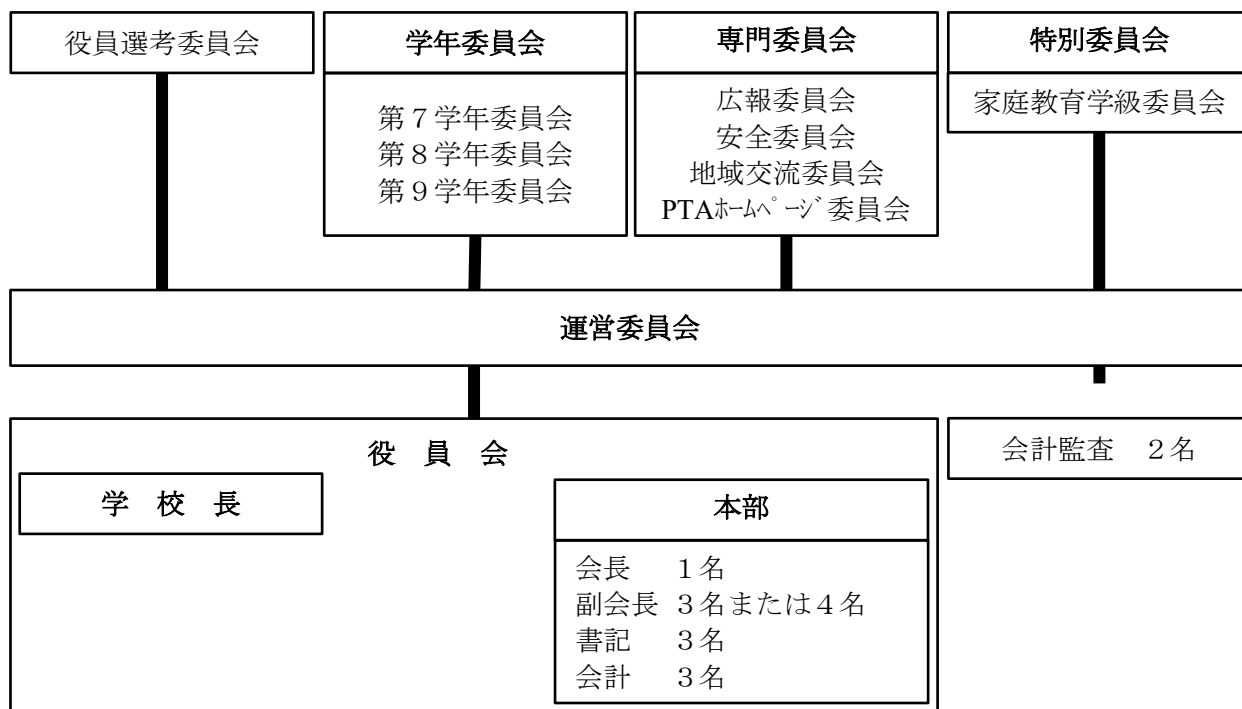 役員選考委員会
学年委員会
第７学年委員会
第８学年委員会
第９学年委員会
専門委員会
広報委員会
安全委員会
地域交流委員会
PTAﾎｰﾑﾍﾟｰｼﾞ委員会
特別委員会
家庭教育学級委員会
運営委員会
役　員　会
学　校　長
本部
会長　　１名
副会長　３名または４名
書記　　３名
会計　　３名
会計監査　２名